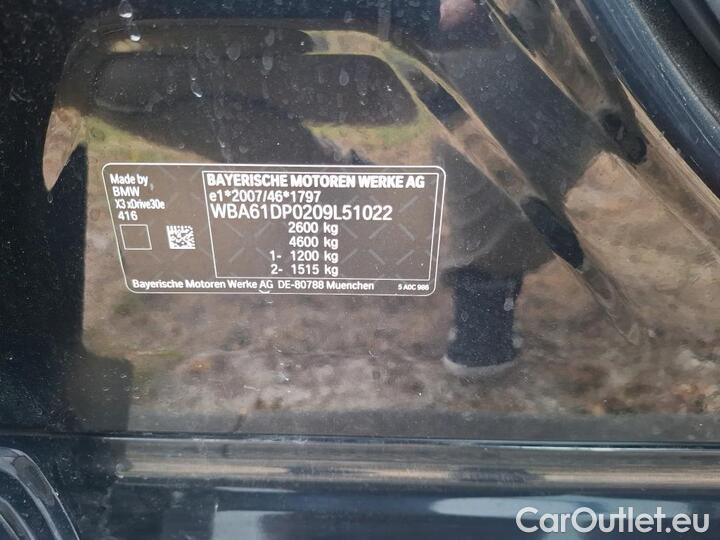 Made by
BMW
X3 xDrive30e
416
BAYERISCHE MOTOREN WERKE AG
e1*2007/46*1797
WBA61DP0209L51022
2600 kg
4600 kg
1- 1200 kg
2- 1515 kg
Bayerische Motoren Werke AG DE-80788 Muenchen
5 A0C 986
CarOutlet.eu